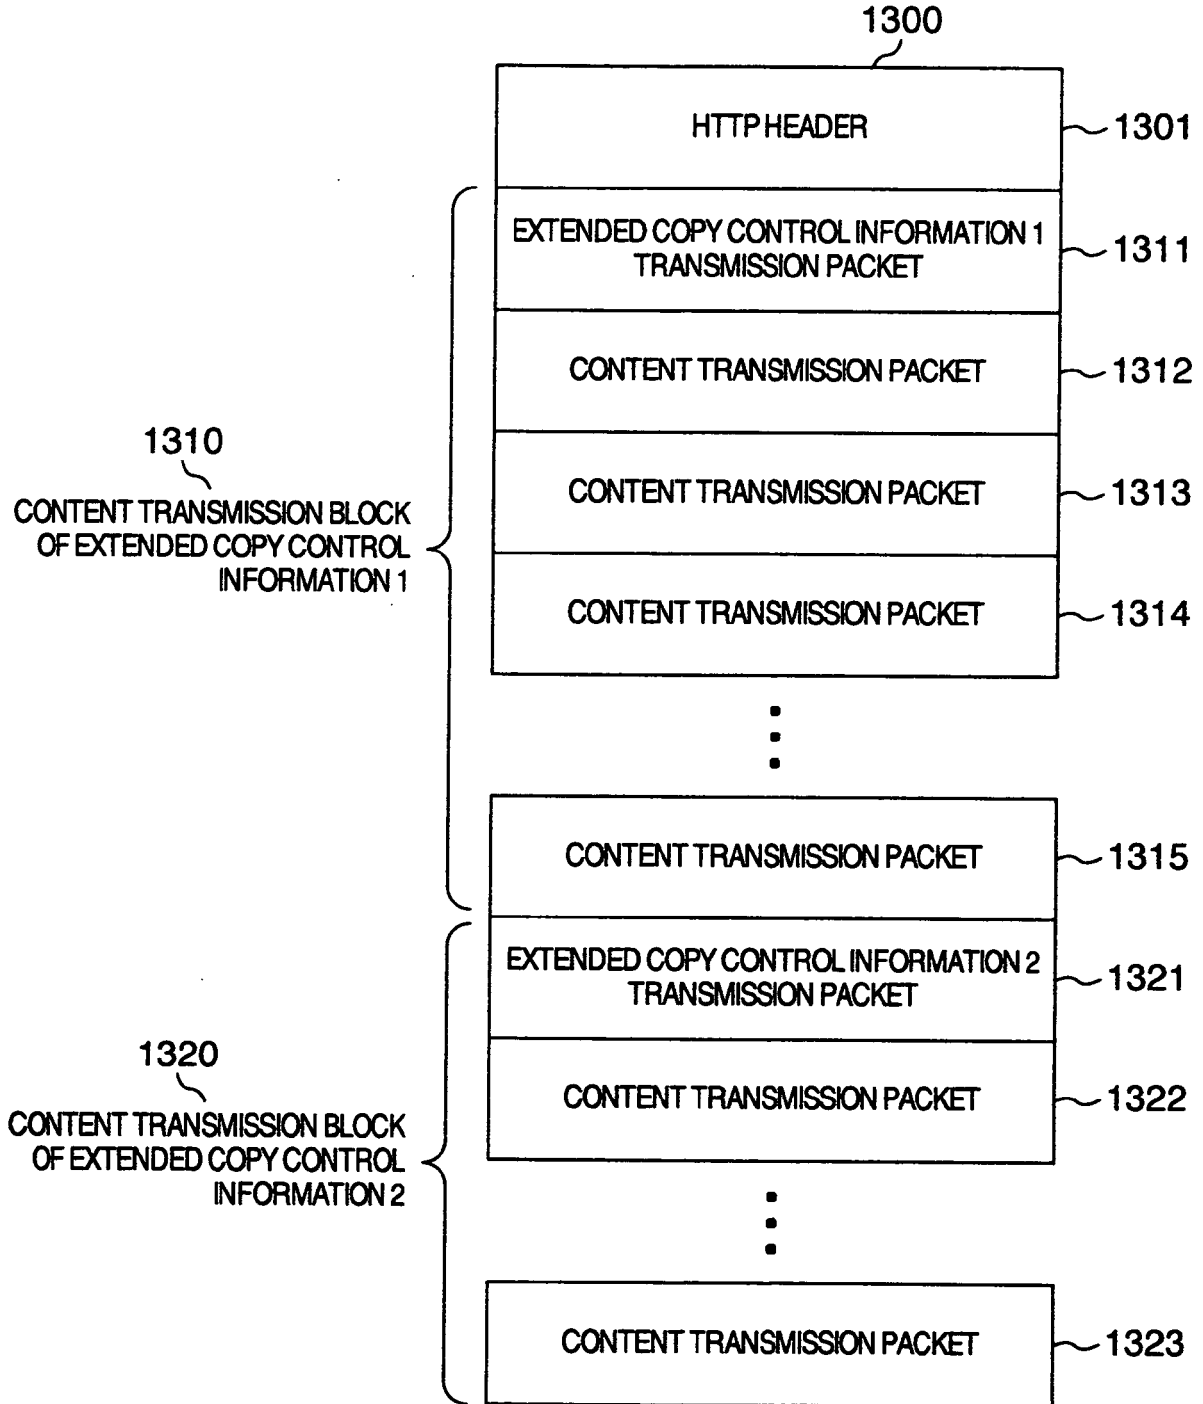 1300
HTTP HEADER
1301
EXTENDED COPY CONTROL INFORMATION 1
TRANSMISSION PACKET
1311
CONTENT TRANSMISSION PACKET
1312
1310
CONTENT TRANSMISSION BLOCK
OF EXTENDED COPY CONTROL
INFORMATION 1
CONTENT TRANSMISSION PACKET
1313
CONTENT TRANSMISSION PACKET
1314
CONTENT TRANSMISSION PACKET
1315
EXTENDED COPY CONTROL INFORMATION 2
TRANSMISSION PACKET
1321
1320
CONTENT TRANSMISSION BLOCK
OF EXTENDED COPY CONTROL
INFORMATION 2
CONTENT TRANSMISSION PACKET
1322
CONTENT TRANSMISSION PACKET
1323